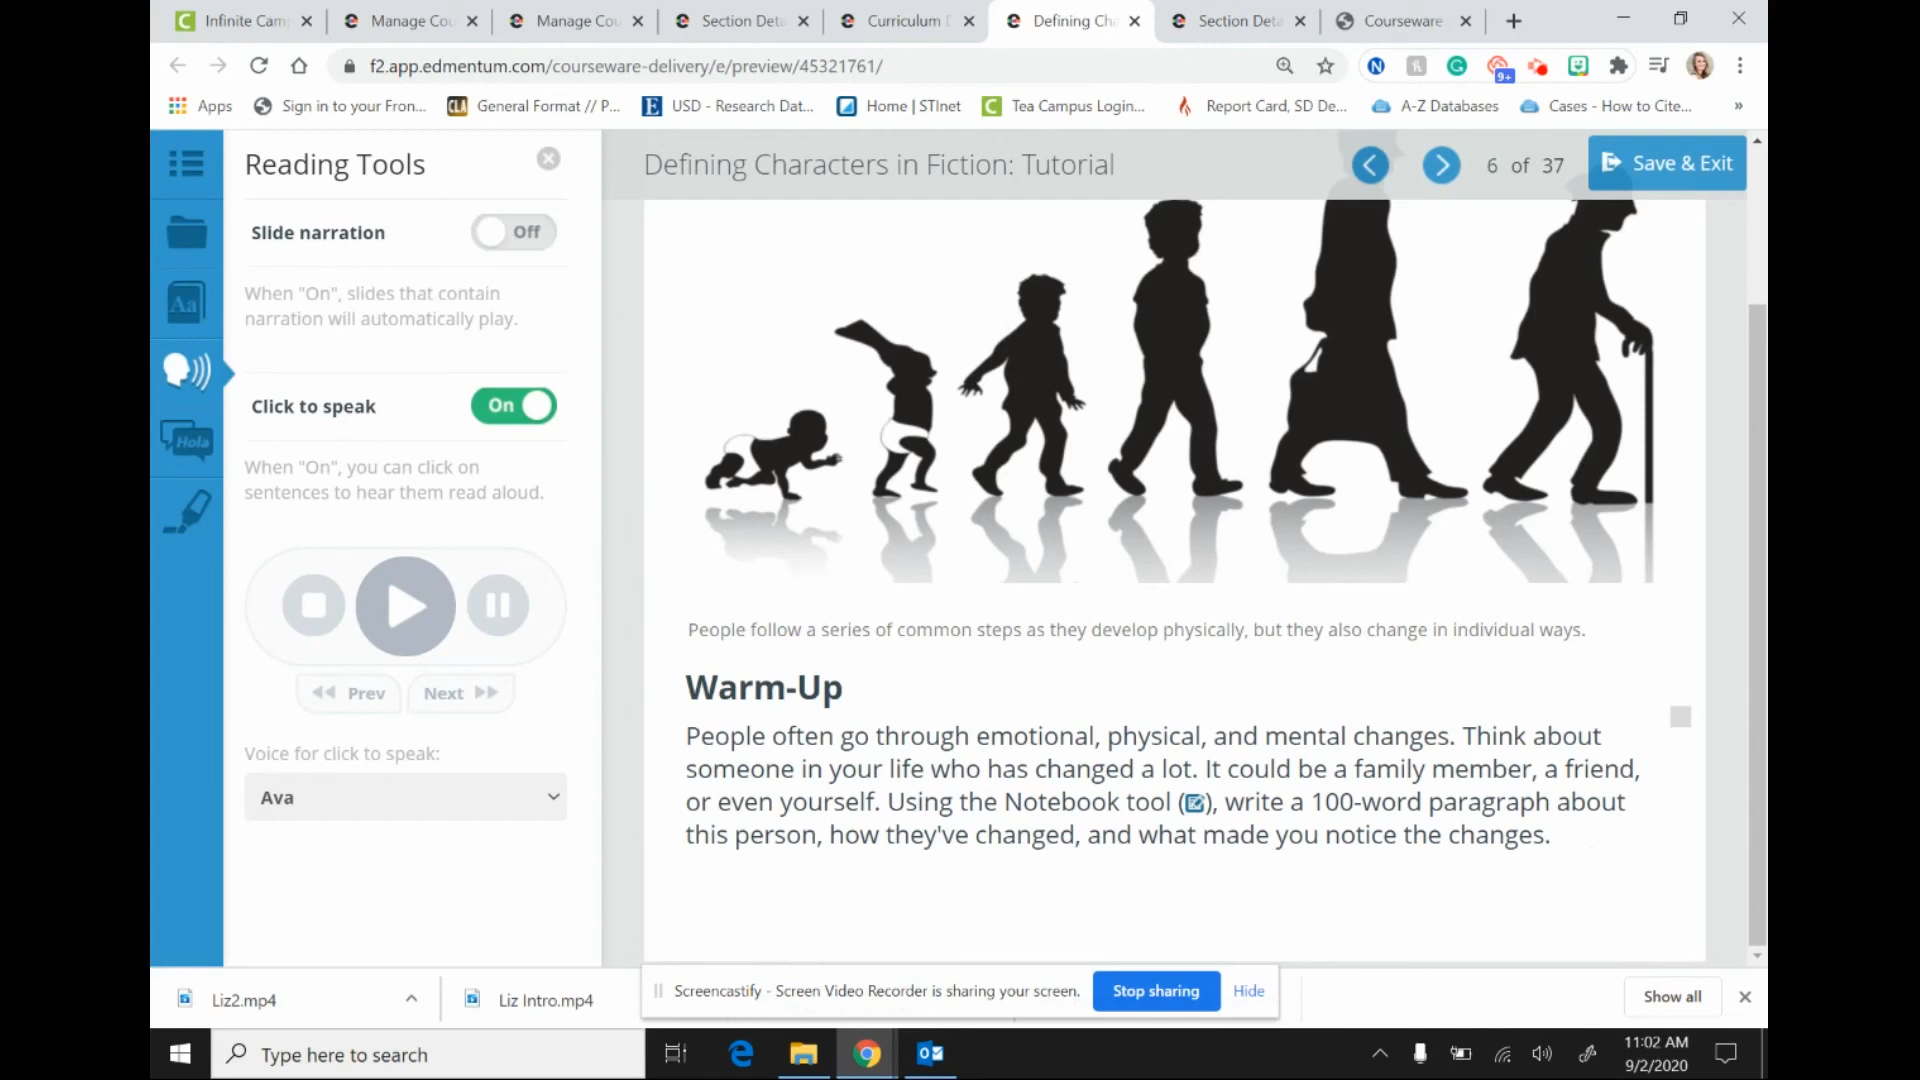 Infinite Cam
Manage Cou
Manage Cou
Section Deta
Curriculum D
Defining Cha
Section Deta
Courseware
f2.app.edmentum.com/courseware-delivery/e/preview/45321761/
9+
Apps
Sign in to your Fron...
CLA General Format // P...
USD - Research Dat...
Home | STInet
Tea Campus Login...
Report Card, SD De...
A-Z Databases
Cases - How to Cite...
»
Reading Tools
Slide narration
Off
When "On", slides that contain
narration will automatically play.
Aa
Click to speak
On
Hola
When "On", you can click on
sentences to hear them read aloud.
Prev
Next
Voice for click to speak:
Ava
Defining Characters in Fiction: Tutorial
6 of 37
Save & Exit
People follow a series of common steps as they develop physically, but they also change in individual ways.
Warm-Up
People often go through emotional, physical, and mental changes. Think about
someone in your life who has changed a lot. It could be a family member, a friend,
or even yourself. Using the Notebook tool ( ), write a 100-word paragraph about
this person, how they've changed, and what made you notice the changes.
Liz2.mp4
Liz Intro.mp4
Screencastify - Screen Video Recorder is sharing your screen.
Stop sharing
Hide
Show all
Type here to search
11:02 AM
9/2/2020